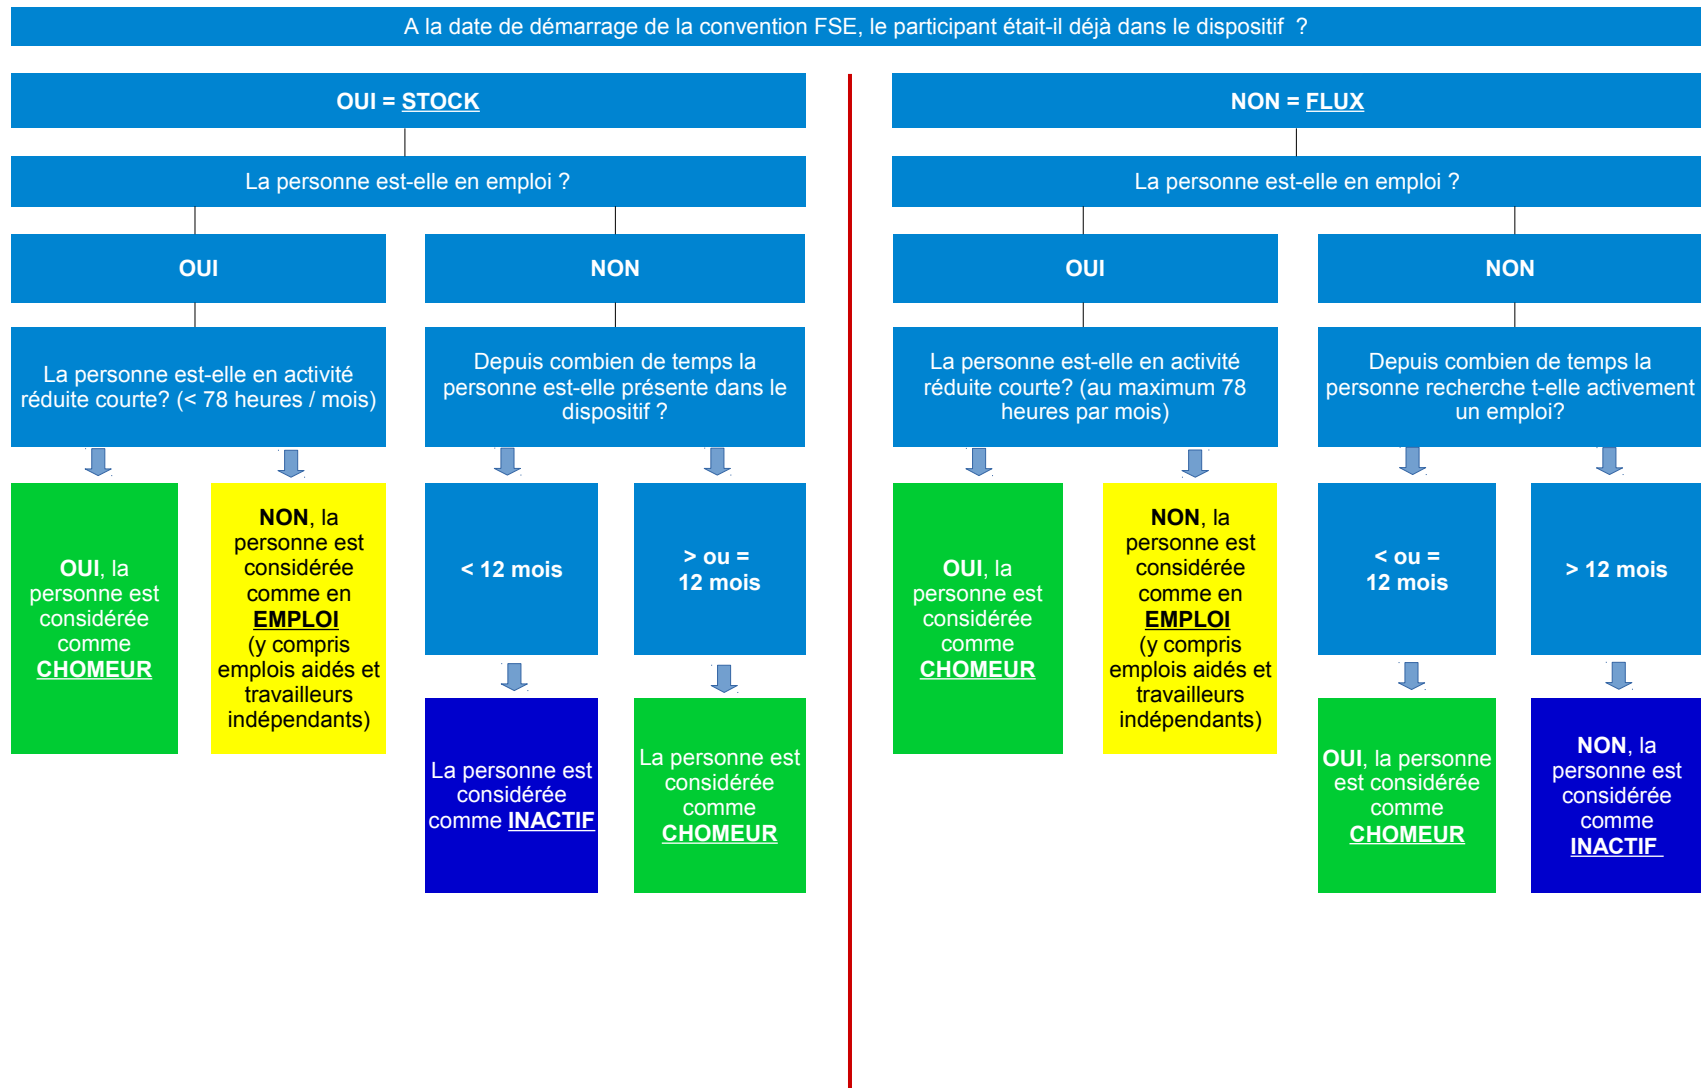 A la date de démarrage de la convention FSE, le participant était-il déjà dans le dispositif  ?
OUI = STOCK
La personne est-elle en emploi ?
OUI
NON
La personne est-elle en activité
réduite courte? (< 78 heures / mois)
Depuis combien de temps la
personne est-elle présente dans le
dispositif ?
OUI, la
personne est
considérée
comme
CHOMEUR
NON, la
personne est
considérée
comme en
EMPLOI
(y compris
emplois aidés et
travailleurs
indépendants)
< 12 mois
> ou =
12 mois
La personne est
considérée
comme INACTIF
La personne est
considérée
comme
CHOMEUR
NON = FLUX
La personne est-elle en emploi ?
OUI
NON
La personne est-elle en activité
réduite courte? (au maximum 78
heures par mois)
Depuis combien de temps la
personne recherche t-elle activement
un emploi?
OUI, la
personne est
considérée
comme
CHOMEUR
NON, la
personne est
considérée
comme en
EMPLOI
(y compris
emplois aidés et
travailleurs
indépendants)
< ou =
12 mois
> 12 mois
OUI, la personne
est considérée
comme
CHOMEUR
NON, la
personne est
considérée
comme
INACTIF